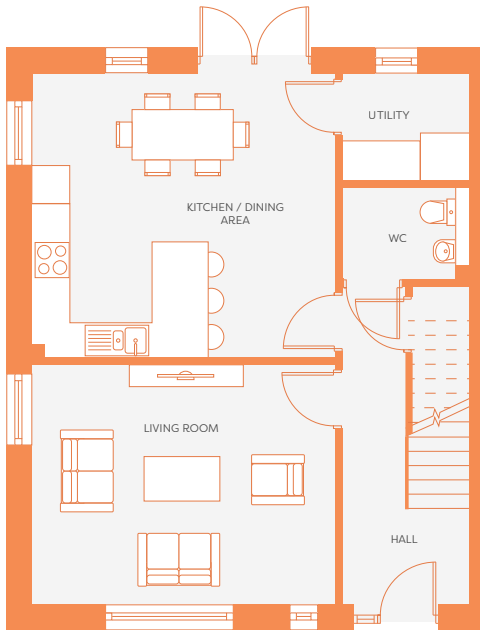 UTILITY
KITCHEN / DINING
AREA
WC
LIVING ROOM
HALL